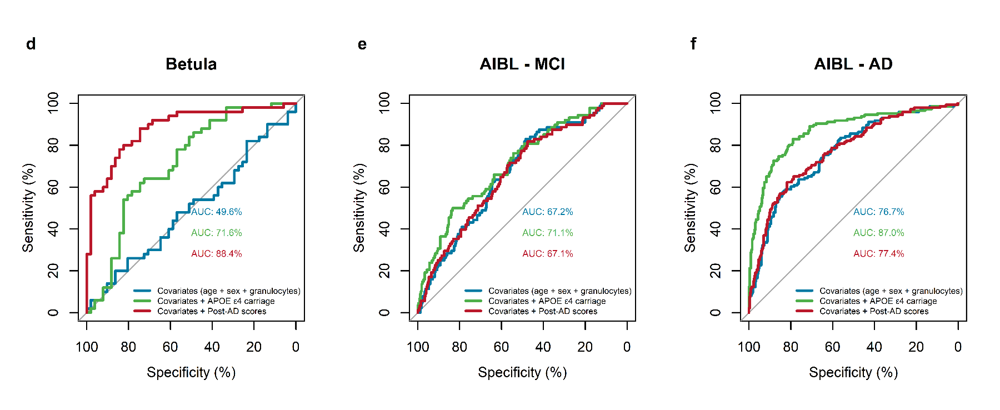 d
Betula
Sensitivity (%)
100
80
60
40
20
0
AUC: 49.6%
AUC: 71.6%
AUC: 88.4%
Covariates (age + sex + granulocytes)
Covariates + APOE ε4 carriage
Covariates + Post-AD scores
100 80 60 40 20 0
Specificity (%)
e
AIBL - MCI
Sensitivity (%)
100
80
60
40
20
0
AUC: 67.2%
AUC: 71.1%
AUC: 67.1%
Covariates (age + sex + granulocytes)
Covariates + APOE ε4 carriage
Covariates + Post-AD scores
100 80 60 40 20 0
Specificity (%)
f
AIBL - AD
Sensitivity (%)
100
80
60
40
20
0
AUC: 76.7%
AUC: 87.0%
AUC: 77.4%
Covariates (age + sex + granulocytes)
Covariates + APOE ε4 carriage
Covariates + Post-AD scores
100 80 60 40 20 0
Specificity (%)